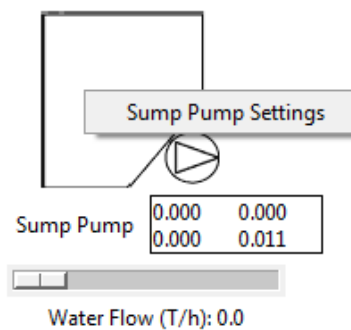 Sump Pump Settings
Sump Pump
0.000 0.000
0.000 0.011
Water Flow (T/h): 0.0